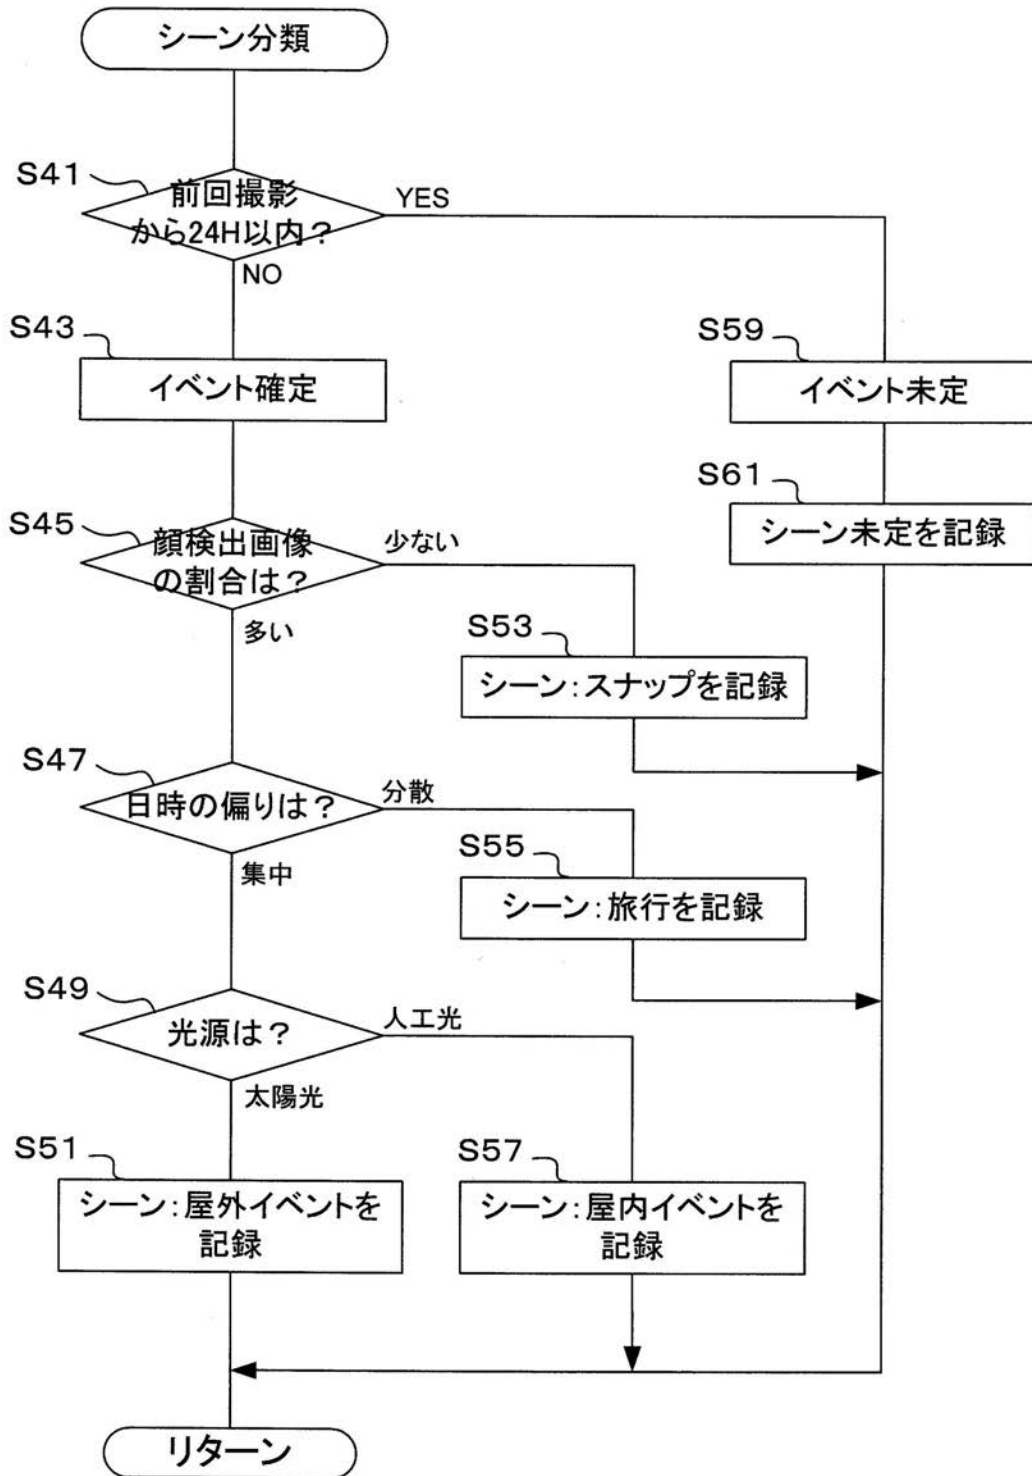 シーン分類
S41
前回撮影
から24H以内？
YES
NO
S43
イベント確定
S59
イベント未定
S61
シーン未定を記録
S45
顔検出画像
の割合は？
少ない
多い
S53
シーン：スナップを記録
S47
日時の偏りは？
分散
集中
S55
シーン：旅行を記録
S49
光源は？
人工光
太陽光
S51
シーン：屋外イベントを
記録
S57
シーン：屋内イベントを
記録
リターン